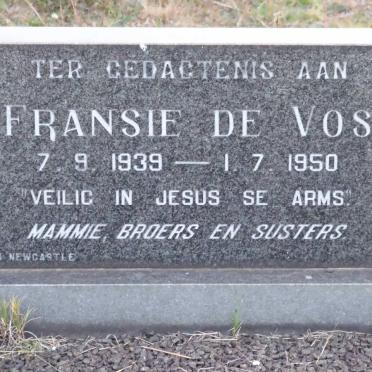 TER GEDAGTENIS AAN
FRANSIE DE VOS
7. 9. 1939 — 1. 7. 1950
"VEILIG IN JESUS SE ARMS"
MAMMIE, BROERS EN SUSTERS.
NEWCASTLE